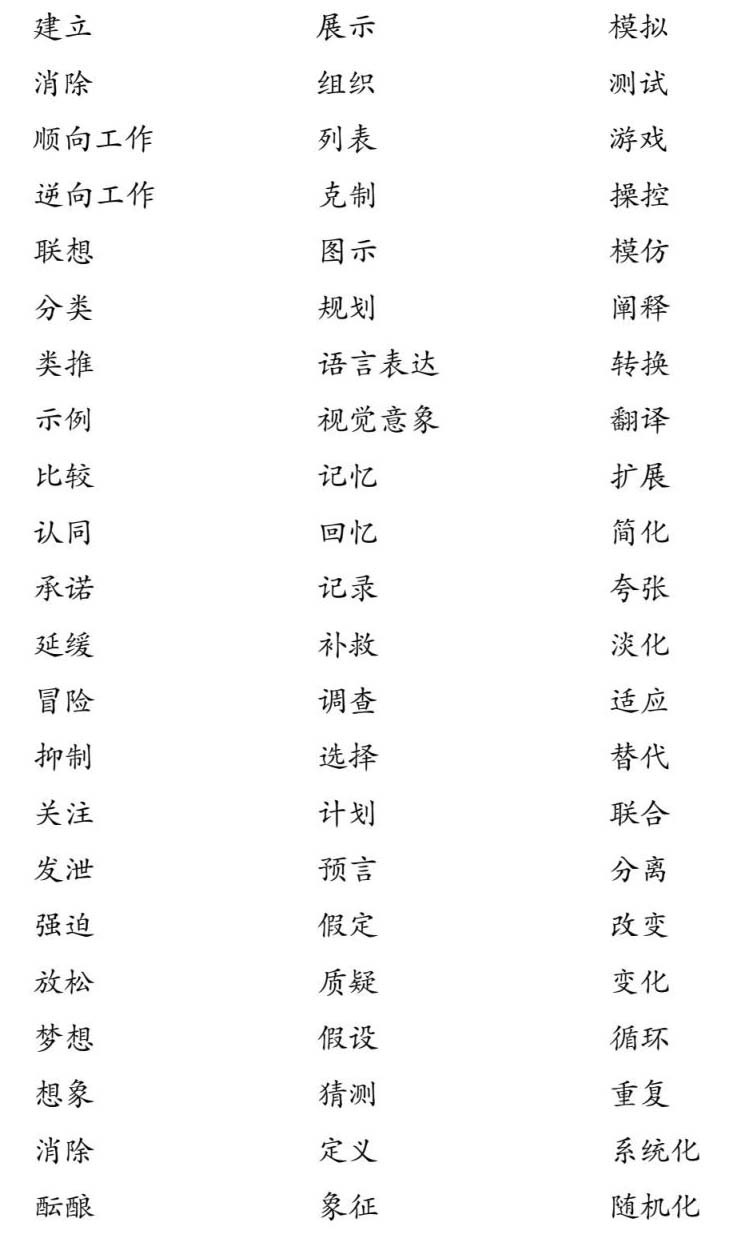 建立 展示 模拟
消除 组织 测试
顺向工作 列表 游戏
逆向工作 克制 操控
联想 图示 模仿
分类 规划 阐释
类推 语言表达 转换
示例 视觉意象 翻译
比较 记忆 扩展
认同 回忆 简化
承诺 记录 夸张
延缓 补救 淡化
冒险 调查 适应
抑制 选择 替代
关注 计划 联合
发泄 预言 分离
强迫 假定 改变
放松 质疑 变化
梦想 假设 循环
想象 猜测 重复
消除 定义 系统化
酝酿 象征 随机化